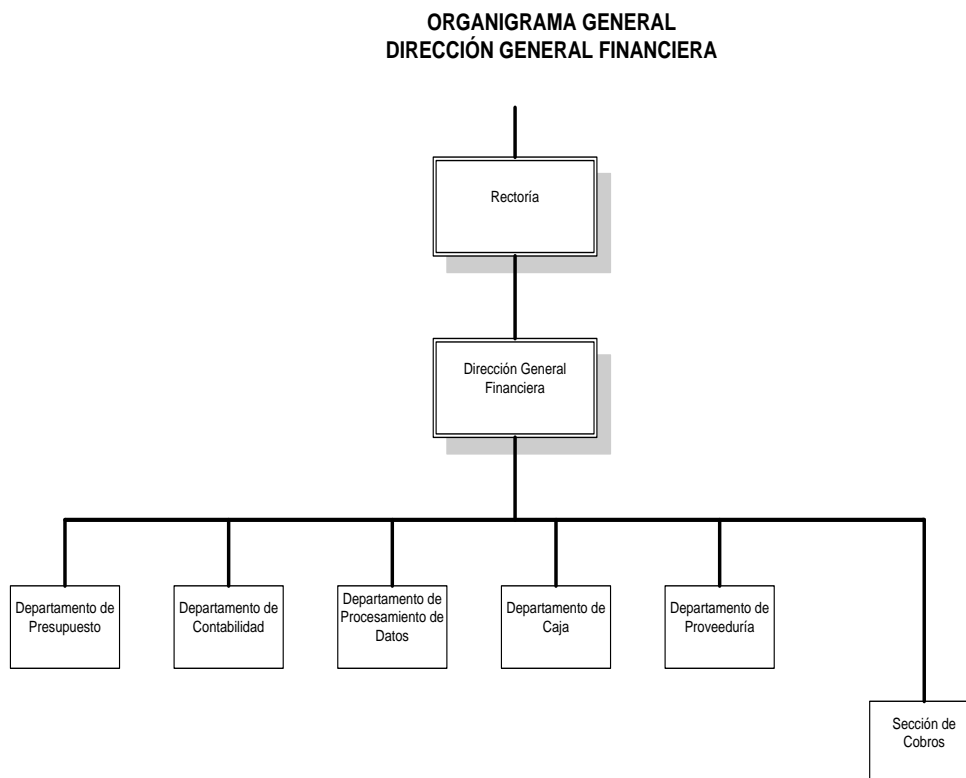 ORGANIGRAMA GENERAL
DIRECCIÓN GENERAL FINANCIERA
Rectoría
Dirección General
Financiera
Departamento de
Presupuesto
Departamento de
Contabilidad
Departamento de
Procesamiento de
Datos
Departamento de
Caja
Departamento de
Proveeduría
Sección de
Cobros